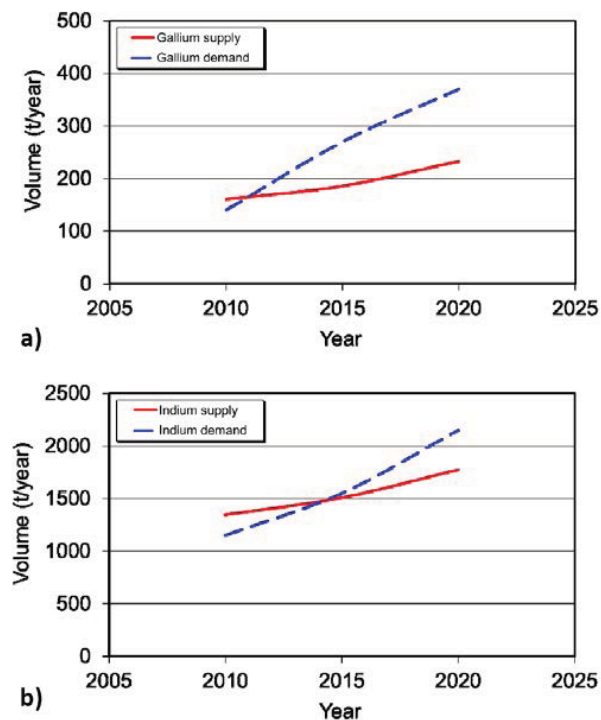 500
Gallium supply
Gallium demand
400
300
200
100
0
Volume (t/year)
2005 2010 2015 2020 2025
Year
a)
2500
Indium supply
Indium demand
2000
1500
1000
500
0
Volume (t/year)
2005 2010 2015 2020 2025
Year
b)